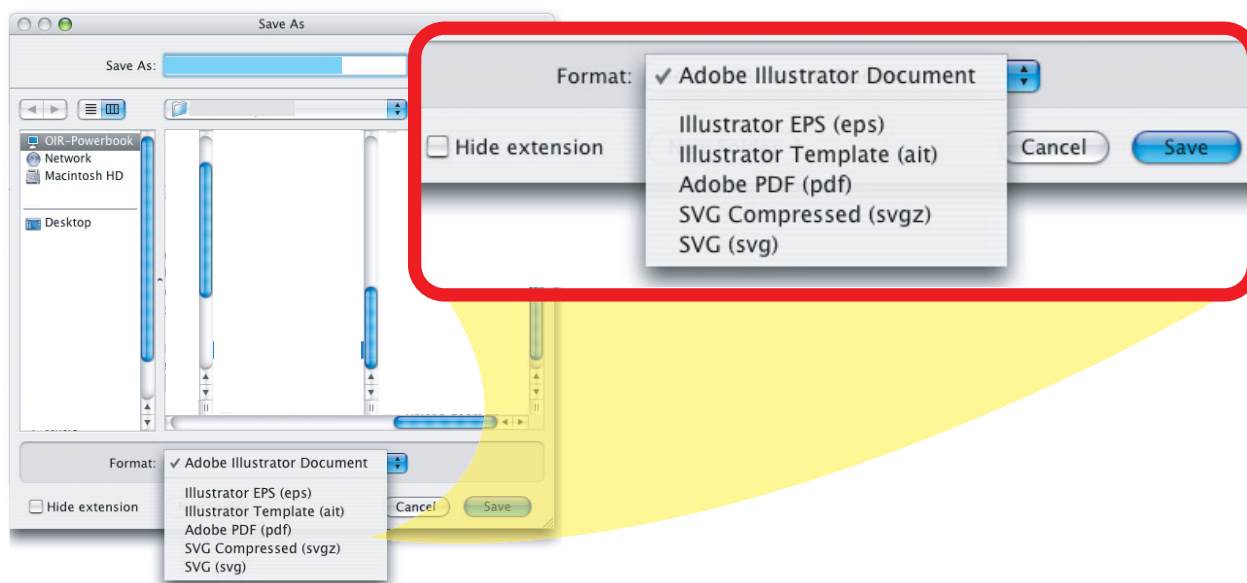 Save As
Save As:
OIR-Powerbook
Network
Macintosh HD
Desktop
Format: ✓ Adobe Illustrator Document
Illustrator EPS (eps)
Illustrator Template (ait)
Adobe PDF (pdf)
SVG Compressed (svgz)
SVG (svg)
Hide extension
Cancel
Save
Format: ✓ Adobe Illustrator Document
Illustrator EPS (eps)
Illustrator Template (ait)
Adobe PDF (pdf)
SVG Compressed (svgz)
SVG (svg)
Hide extension
Cancel
Save